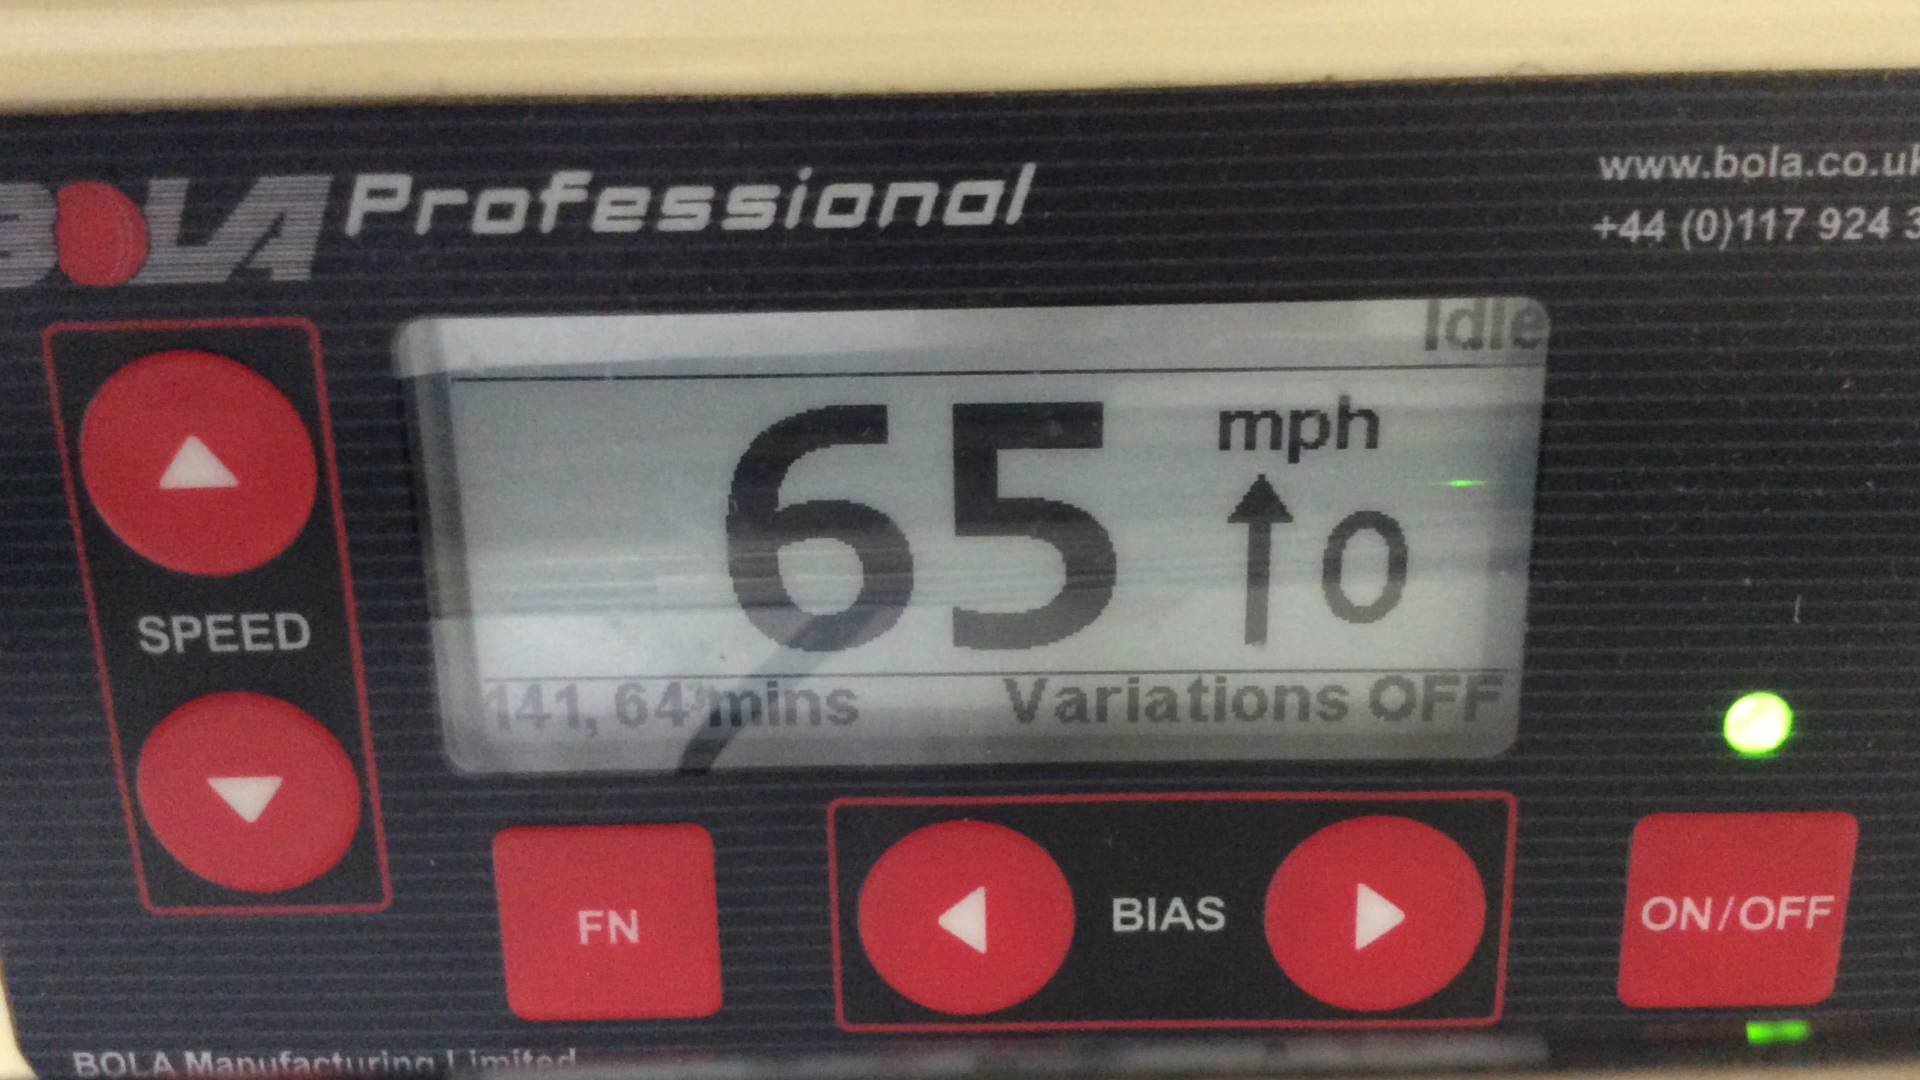 BOLA Professional
www.bola.co.uk
+44 (0)117 924 3
Idle
65 mph
0
141, 64 mins
Variations OFF
SPEED
FN
BIAS
ON/OFF
BOLA Manufacturing Limited